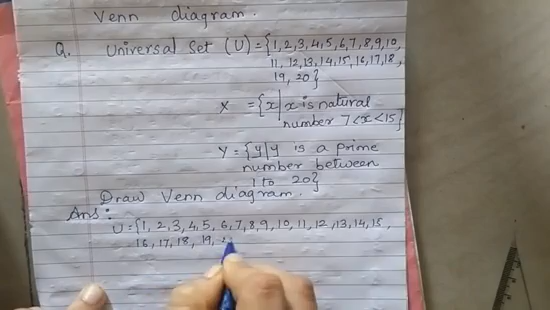 Venn diagram.
Q. Universal Set (U) = {1,2,3,4,5,6,7,8,9,10,
11, 12,13,14,15,16,17,18,
19, 20}
X = {x|x is natural
number 7<x<15}
Y = {y|y is a prime
number between
1 to 20}
Draw Venn diagram.
Ans:
U = {1, 2, 3, 4, 5, 6, 7, 8, 9, 10, 11, 12, 13, 14, 15,
16, 17, 18, 19,